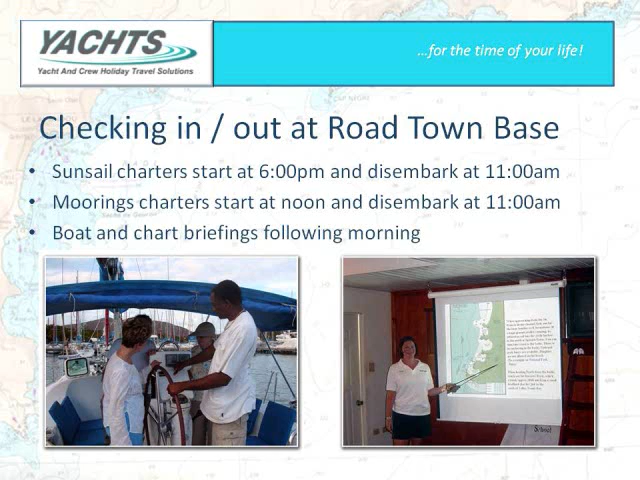 YACHTS
Yacht And Crew Holiday Travel Solutions
...for the time of your life!
Checking in / out at Road Town Base
• Sunsail charters start at 6:00pm and disembark at 11:00am
• Moorings charters start at noon and disembark at 11:00am
• Boat and chart briefings following morning